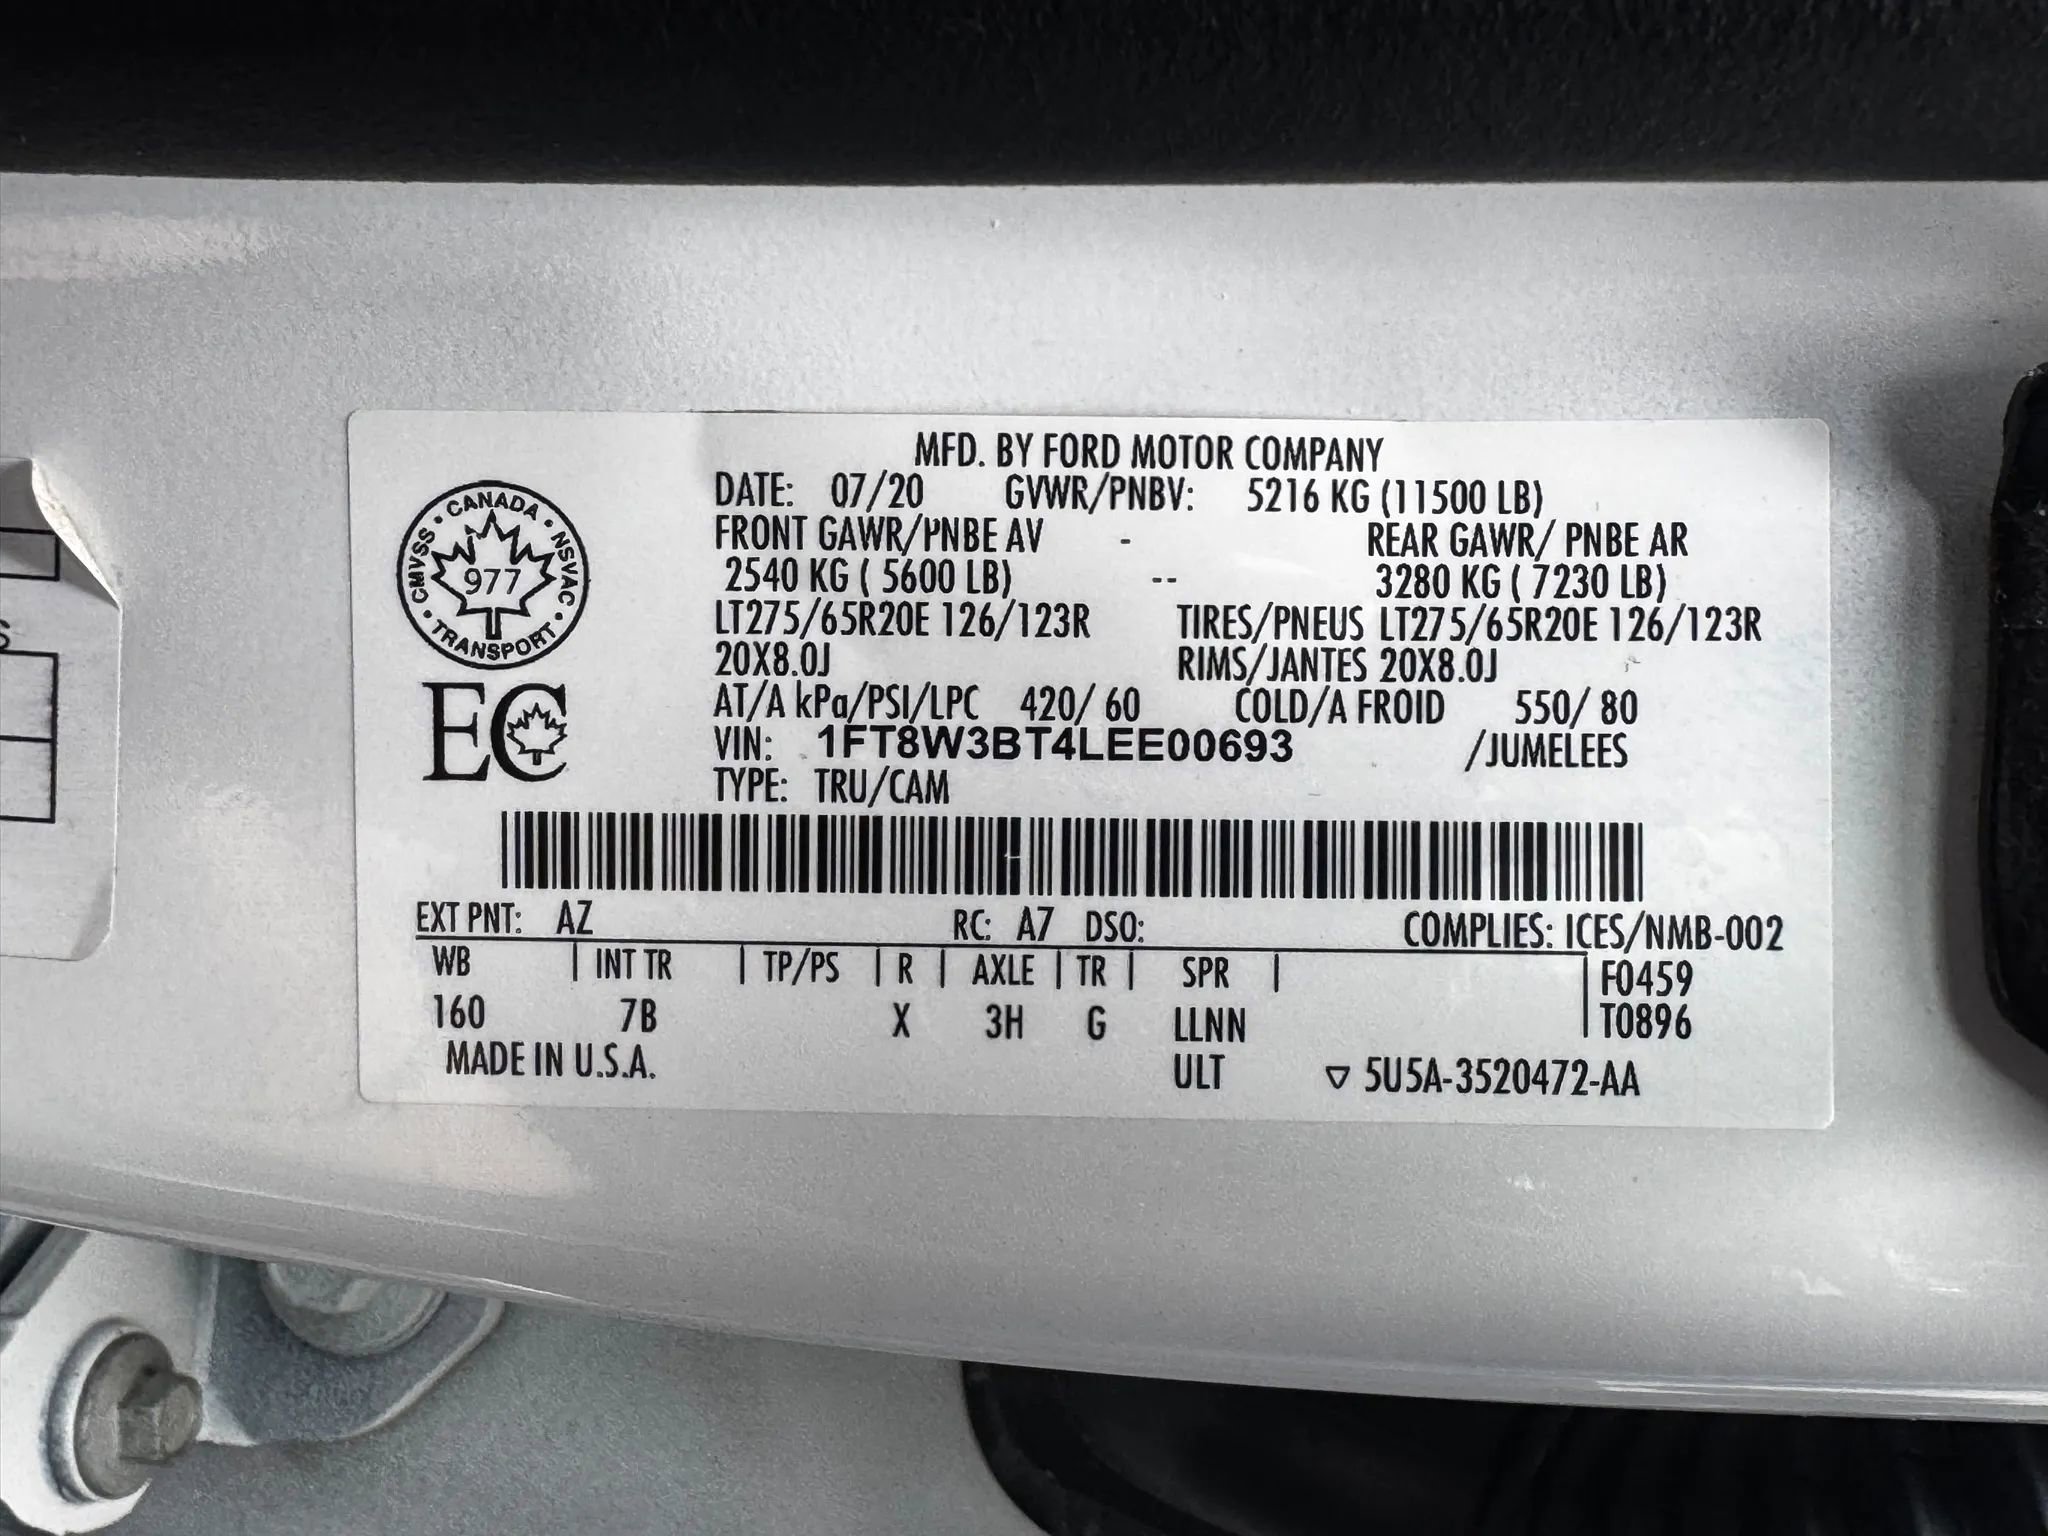 MFD. BY FORD MOTOR COMPANY
DATE: 07/20 GVWR/PNBV: 5216 KG (11500 LB)
FRONT GAWR/PNBE AV - REAR GAWR/ PNBE AR
2540 KG ( 5600 LB) -- 3280 KG ( 7230 LB)
LT275/65R20E 126/123R TIRES/PNEUS LT275/65R20E 126/123R
20X8.0J RIMS/JANTES 20X8.0J
AT/A kPa/PSI/LPC 420/ 60 COLD/A FROID 550/ 80
VIN: 1FT8W3BT4LEE00693 /JUMELEES
TYPE: TRU/CAM
CANADA • NSVAC • TRANSPORT • CMVSS •
977
EC
EXT PNT: AZ RC: A7 DSO: COMPLIES: ICES/NMB-002
WB | INT TR | TP/PS | R | AXLE | TR | SPR | F0459
160 7B X 3H G LLNN T0896
MADE IN U.S.A. ULT ▽ 5U5A-3520472-AA
S